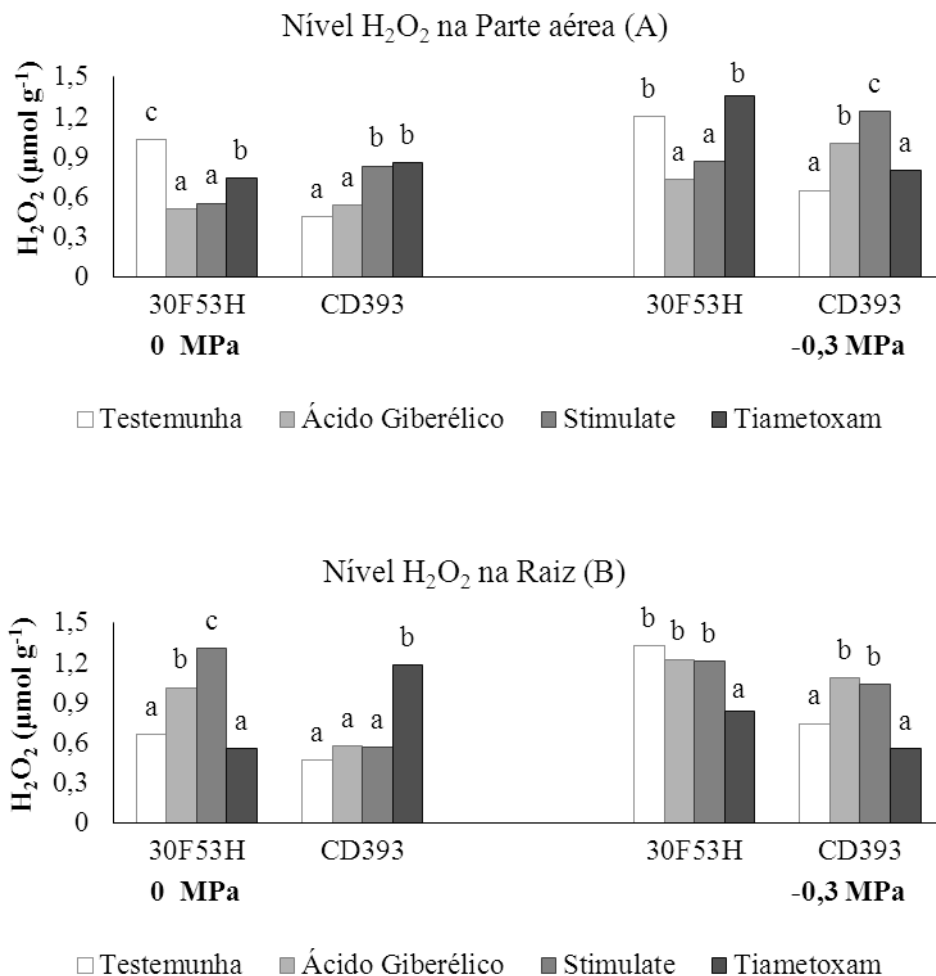 Nível H₂O₂ na Parte aérea (A)
H₂O₂ (µmol g⁻¹)
1,5
1,2
0,9
0,6
0,3
0
c a a b a a b b b a a b a b c a
30F53H CD393 30F53H CD393
0 MPa -0,3 MPa
Testemunha Ácido Giberélico Stimulate Tiametoxam
Nível H₂O₂ na Raiz (B)
H₂O₂ (µmol g⁻¹)
1,5
1,2
0,9
0,6
0,3
0
a b c a a a a b b b b a a b b a
30F53H CD393 30F53H CD393
0 MPa -0,3 MPa
Testemunha Ácido Giberélico Stimulate Tiametoxam